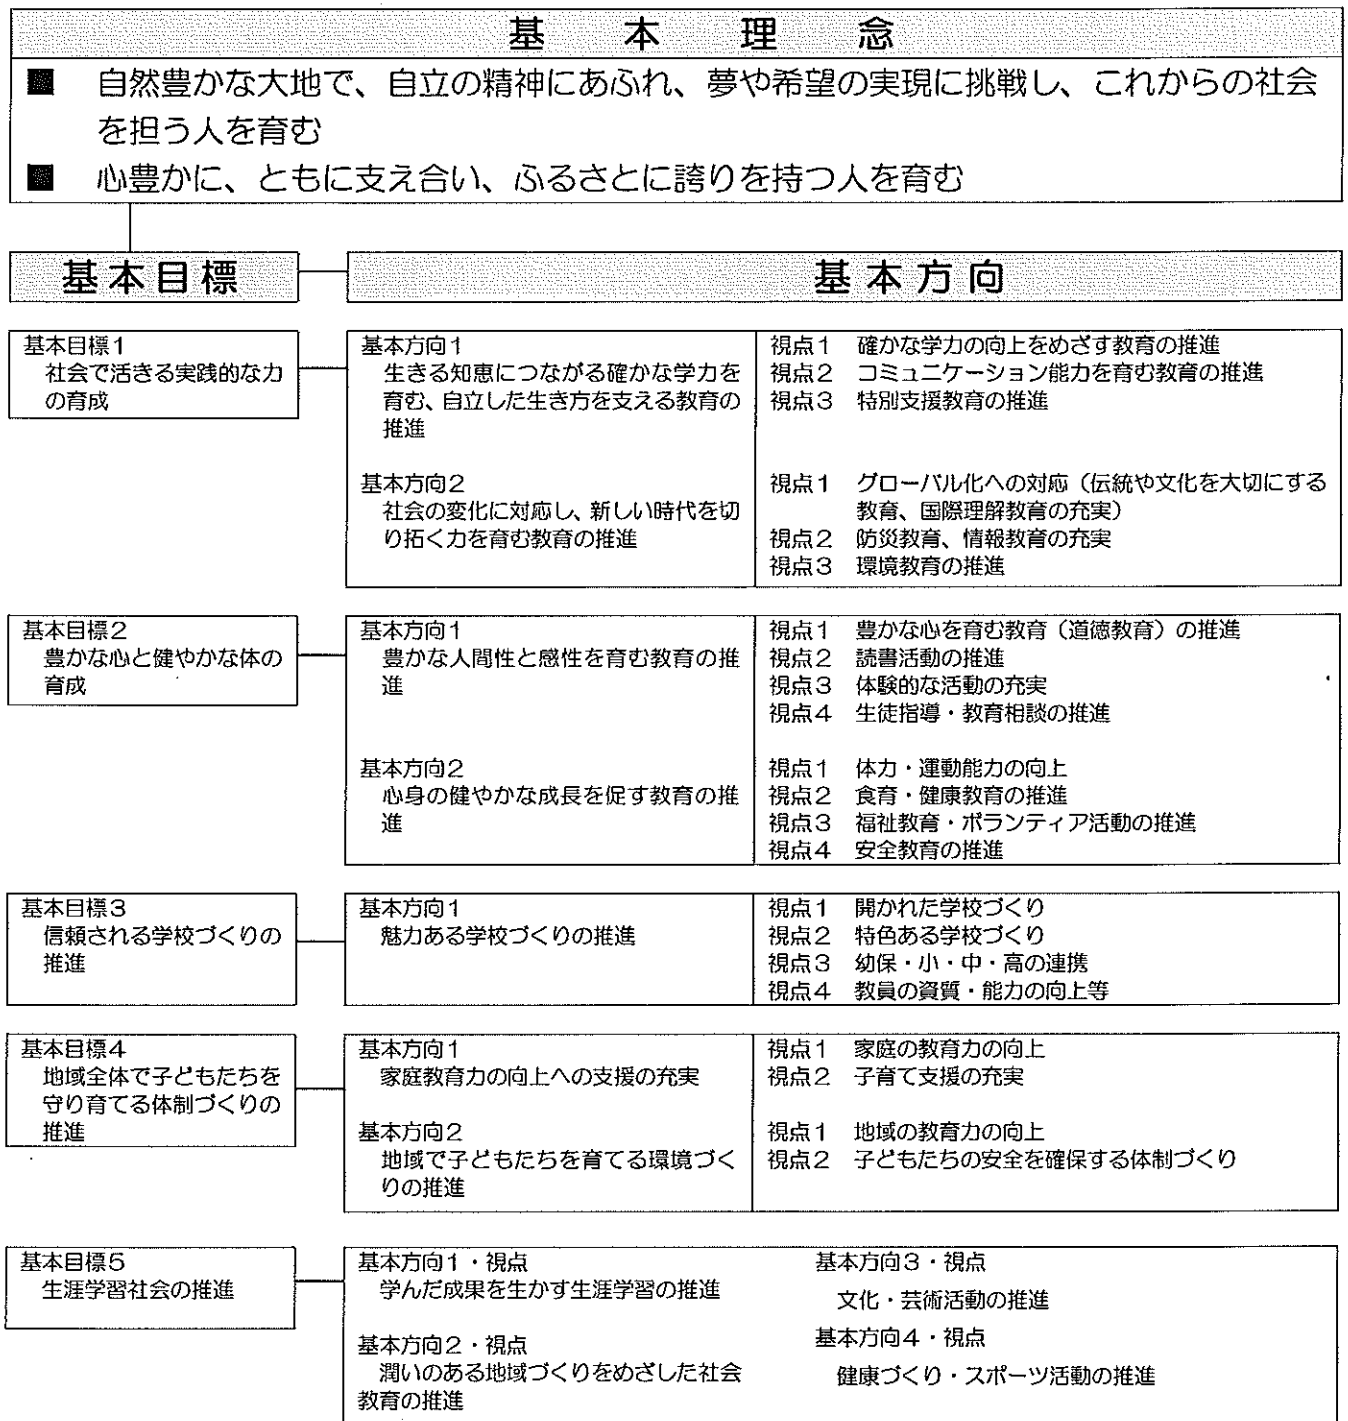 基本理念
■ 自然豊かな大地で、自立の精神にあふれ、夢や希望の実現に挑戦し、これからの社会
を担う人を育む
■ 心豊かに、ともに支え合い、ふるさとに誇りを持つ人を育む
基本目標
基本方向
基本目標1
社会で活きる実践的な力
の育成
基本方向1
生きる知恵につながる確かな学力を
育む、自立した生き方を支える教育の
推進
視点1 確かな学力の向上をめざす教育の推進
視点2 コミュニケーション能力を育む教育の推進
視点3 特別支援教育の推進
基本方向2
社会の変化に対応し、新しい時代を切
り拓く力を育む教育の推進
視点1 グローバル化への対応（伝統や文化を大切にする
教育、国際理解教育の充実）
視点2 防災教育、情報教育の充実
視点3 環境教育の推進
基本目標2
豊かな心と健やかな体の
育成
基本方向1
豊かな人間性と感性を育む教育の推
進
視点1 豊かな心を育む教育（道徳教育）の推進
視点2 読書活動の推進
視点3 体験的な活動の充実
視点4 生徒指導・教育相談の推進
基本方向2
心身の健やかな成長を促す教育の推
進
視点1 体力・運動能力の向上
視点2 食育・健康教育の推進
視点3 福祉教育・ボランティア活動の推進
視点4 安全教育の推進
基本目標3
信頼される学校づくりの
推進
基本方向1
魅力ある学校づくりの推進
視点1 開かれた学校づくり
視点2 特色ある学校づくり
視点3 幼保・小・中・高の連携
視点4 教員の資質・能力の向上等
基本目標4
地域全体で子どもたちを
守り育てる体制づくりの
推進
基本方向1
家庭教育力の向上への支援の充実
視点1 家庭の教育力の向上
視点2 子育て支援の充実
基本方向2
地域で子どもたちを育てる環境づく
りの推進
視点1 地域の教育力の向上
視点2 子どもたちの安全を確保する体制づくり
基本目標5
生涯学習社会の推進
基本方向1・視点
学んだ成果を生かす生涯学習の推進
基本方向2・視点
潤いのある地域づくりをめざした社会
教育の推進
基本方向3・視点
文化・芸術活動の推進
基本方向4・視点
健康づくり・スポーツ活動の推進